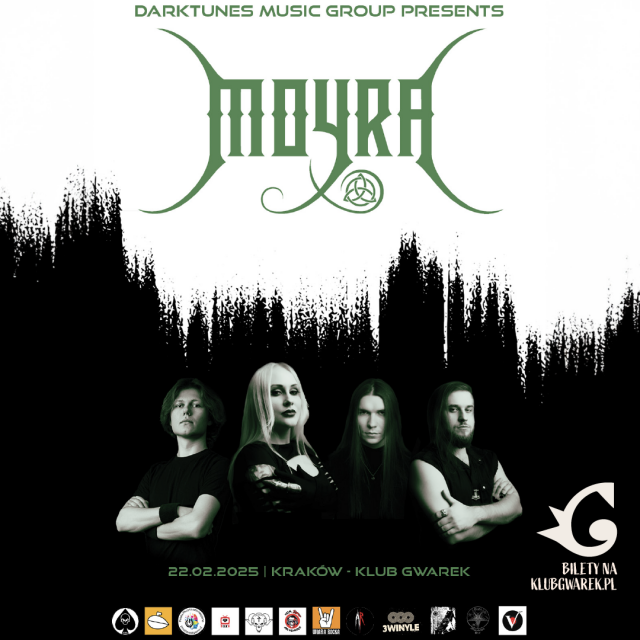 DARKTUNES MUSIC GROUP PRESENTS
MOYRA
22.02.2025 | KRAKÓW - KLUB GWAREK
BILETY NA
KLUBGWAREK.PL
3WINYLE